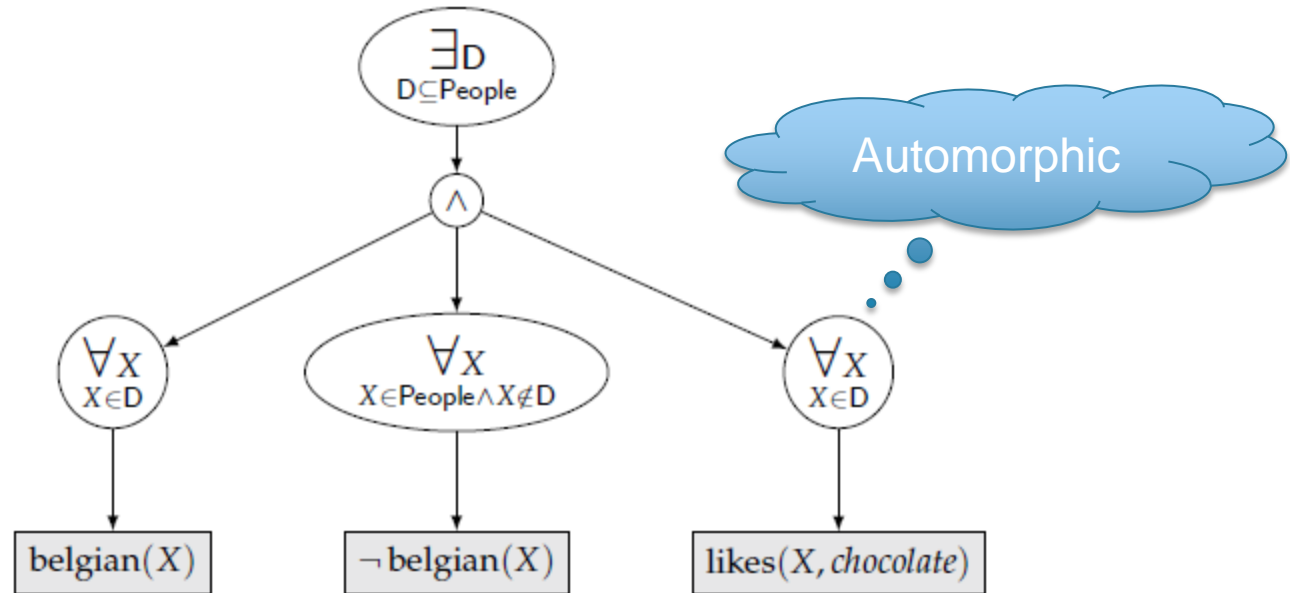 ∃D
D⊆People
Automorphic
∧
∀X
X∈D
∀X
X∈People∧X∉D
∀X
X∈D
belgian(X)
¬ belgian(X)
likes(X, chocolate)